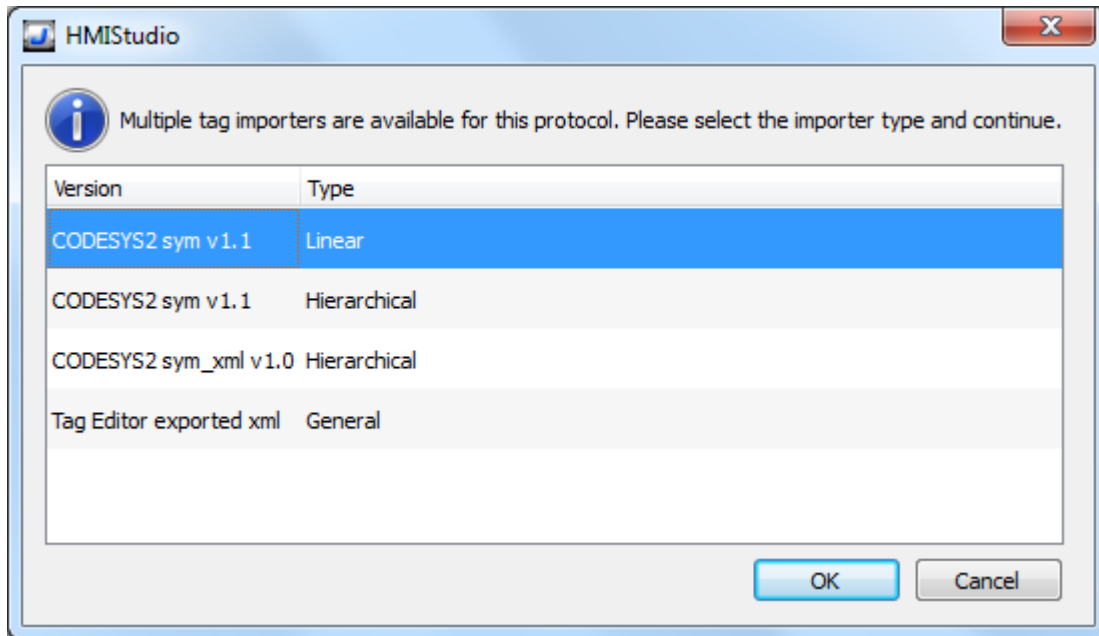 HMIStudio
Multiple tag importers are available for this protocol. Please select the importer type and continue.
Version Type
CODESYS2 sym v1.1 Linear
CODESYS2 sym v1.1 Hierarchical
CODESYS2 sym_xml v1.0 Hierarchical
Tag Editor exported xml General
OK Cancel